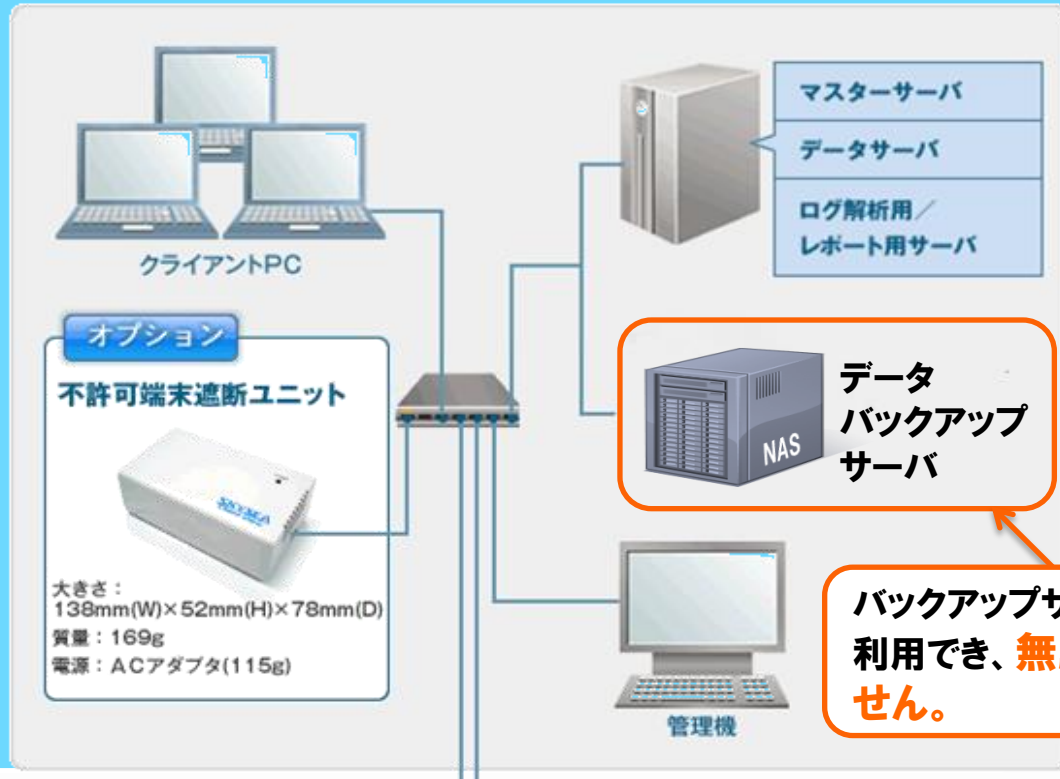 クライアントPC
マスターサーバ
データサーバ
ログ解析用／
レポート用サーバ
オプション
不許可端末遮断ユニット
SKYSEA
大きさ：
138mm(W)×52mm(H)×78mm(D)
質量：169g
電源：ACアダプタ(115g)
NAS
データ
バックアップ
サーバ
管理機
バックアップサ
利用でき、無
せん。